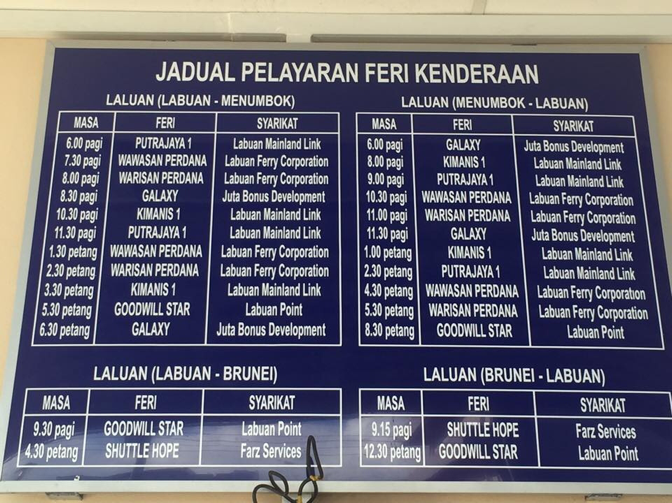 JADUAL PELAYARAN FERI KENDERAAN
LALUAN (LABUAN - MENUMBOK)
MASA FERI SYARIKAT
6.00 pagi PUTRAJAYA 1 Labuan Mainland Link
7.30 pagi WAWASAN PERDANA Labuan Ferry Corporation
8.00 pagi WARISAN PERDANA Labuan Ferry Corporation
8.30 pagi GALAXY Juta Bonus Development
10.30 pagi KIMANIS 1 Labuan Mainland Link
11.30 pagi PUTRAJAYA 1 Labuan Mainland Link
1.30 petang WAWASAN PERDANA Labuan Ferry Corporation
2.30 petang WARISAN PERDANA Labuan Ferry Corporation
3.30 petang KIMANIS 1 Labuan Mainland Link
5.30 petang GOODWILL STAR Labuan Point
6.30 petang GALAXY Juta Bonus Development
LALUAN (MENUMBOK - LABUAN)
MASA FERI SYARIKAT
6.00 pagi GALAXY Juta Bonus Development
8.00 pagi KIMANIS 1 Labuan Mainland Link
9.00 pagi PUTRAJAYA 1 Labuan Mainland Link
10.30 pagi WAWASAN PERDANA Labuan Ferry Corporation
11.00 pagi WARISAN PERDANA Labuan Ferry Corporation
11.30 pagi GALAXY Juta Bonus Development
1.00 petang KIMANIS 1 Labuan Mainland Link
2.30 petang PUTRAJAYA 1 Labuan Mainland Link
4.30 petang WAWASAN PERDANA Labuan Ferry Corporation
5.30 petang WARISAN PERDANA Labuan Ferry Corporation
8.30 petang GOODWILL STAR Labuan Point
LALUAN (LABUAN - BRUNEI)
MASA FERI SYARIKAT
9.30 pagi GOODWILL STAR Labuan Point
4.30 petang SHUTTLE HOPE Farz Services
LALUAN (BRUNEI - LABUAN)
MASA FERI SYARIKAT
9.15 pagi SHUTTLE HOPE Farz Services
12.30 petang GOODWILL STAR Labuan Point